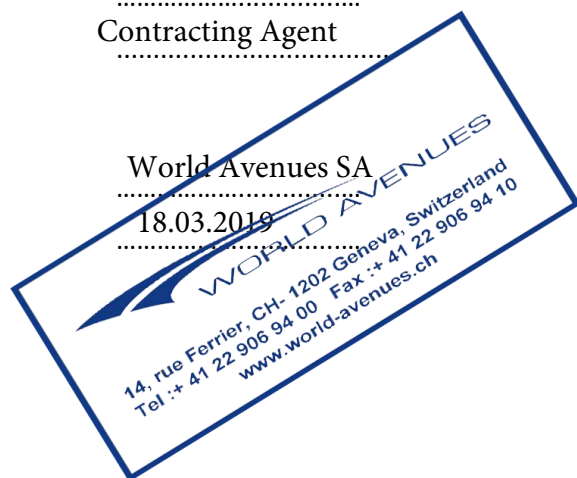 Contracting Agent
World Avenues SA
18.03.2019
WORLD AVENUES
14, rue Ferrier, CH- 1202 Geneva, Switzerland
Tel :+ 41 22 906 94 00 Fax :+ 41 22 906 94 10
www.world-avenues.ch